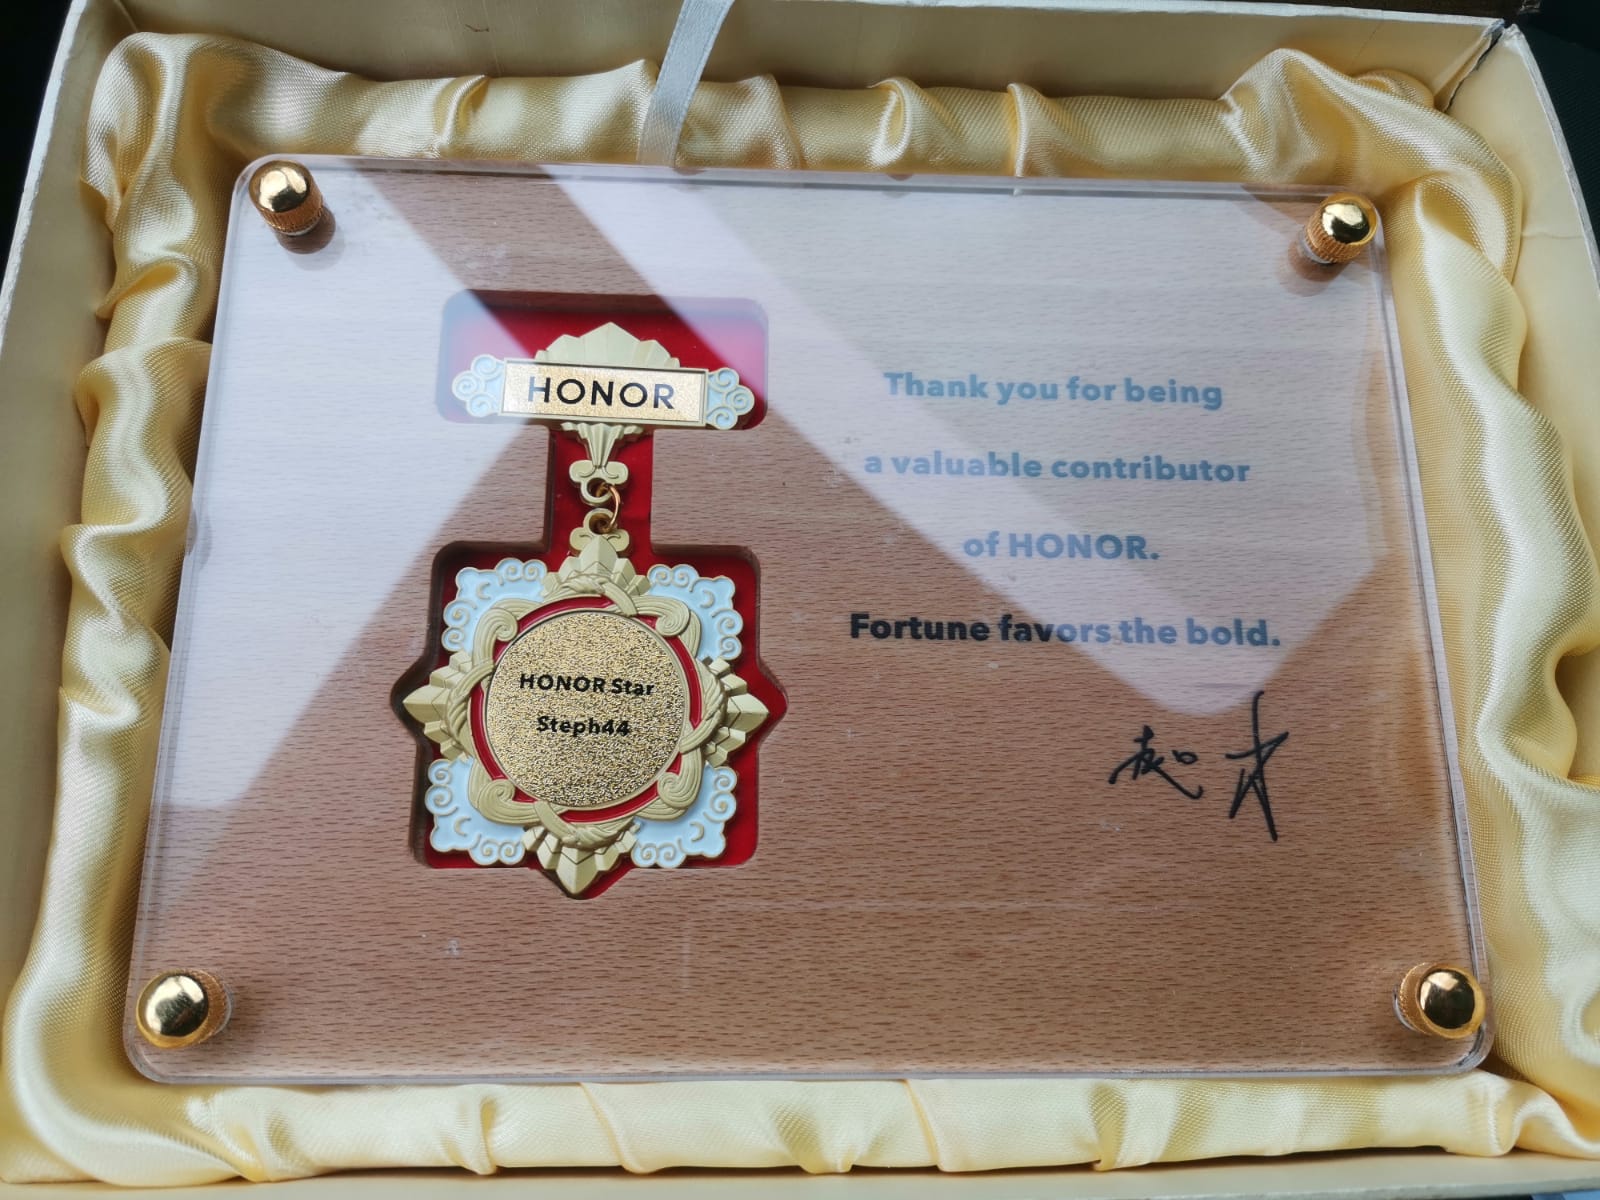 HONOR
HONOR Star
Steph44
Thank you for being
a valuable contributor
of HONOR.
Fortune favors the bold.